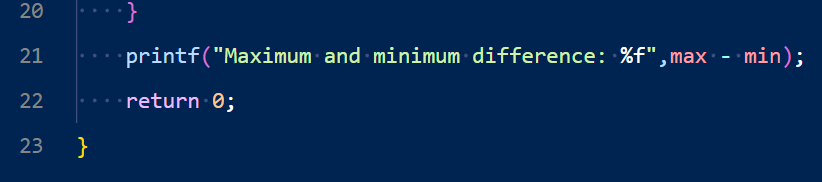 20 }
21 printf("Maximum and minimum difference: %f",max - min);
22 return 0;
23 }